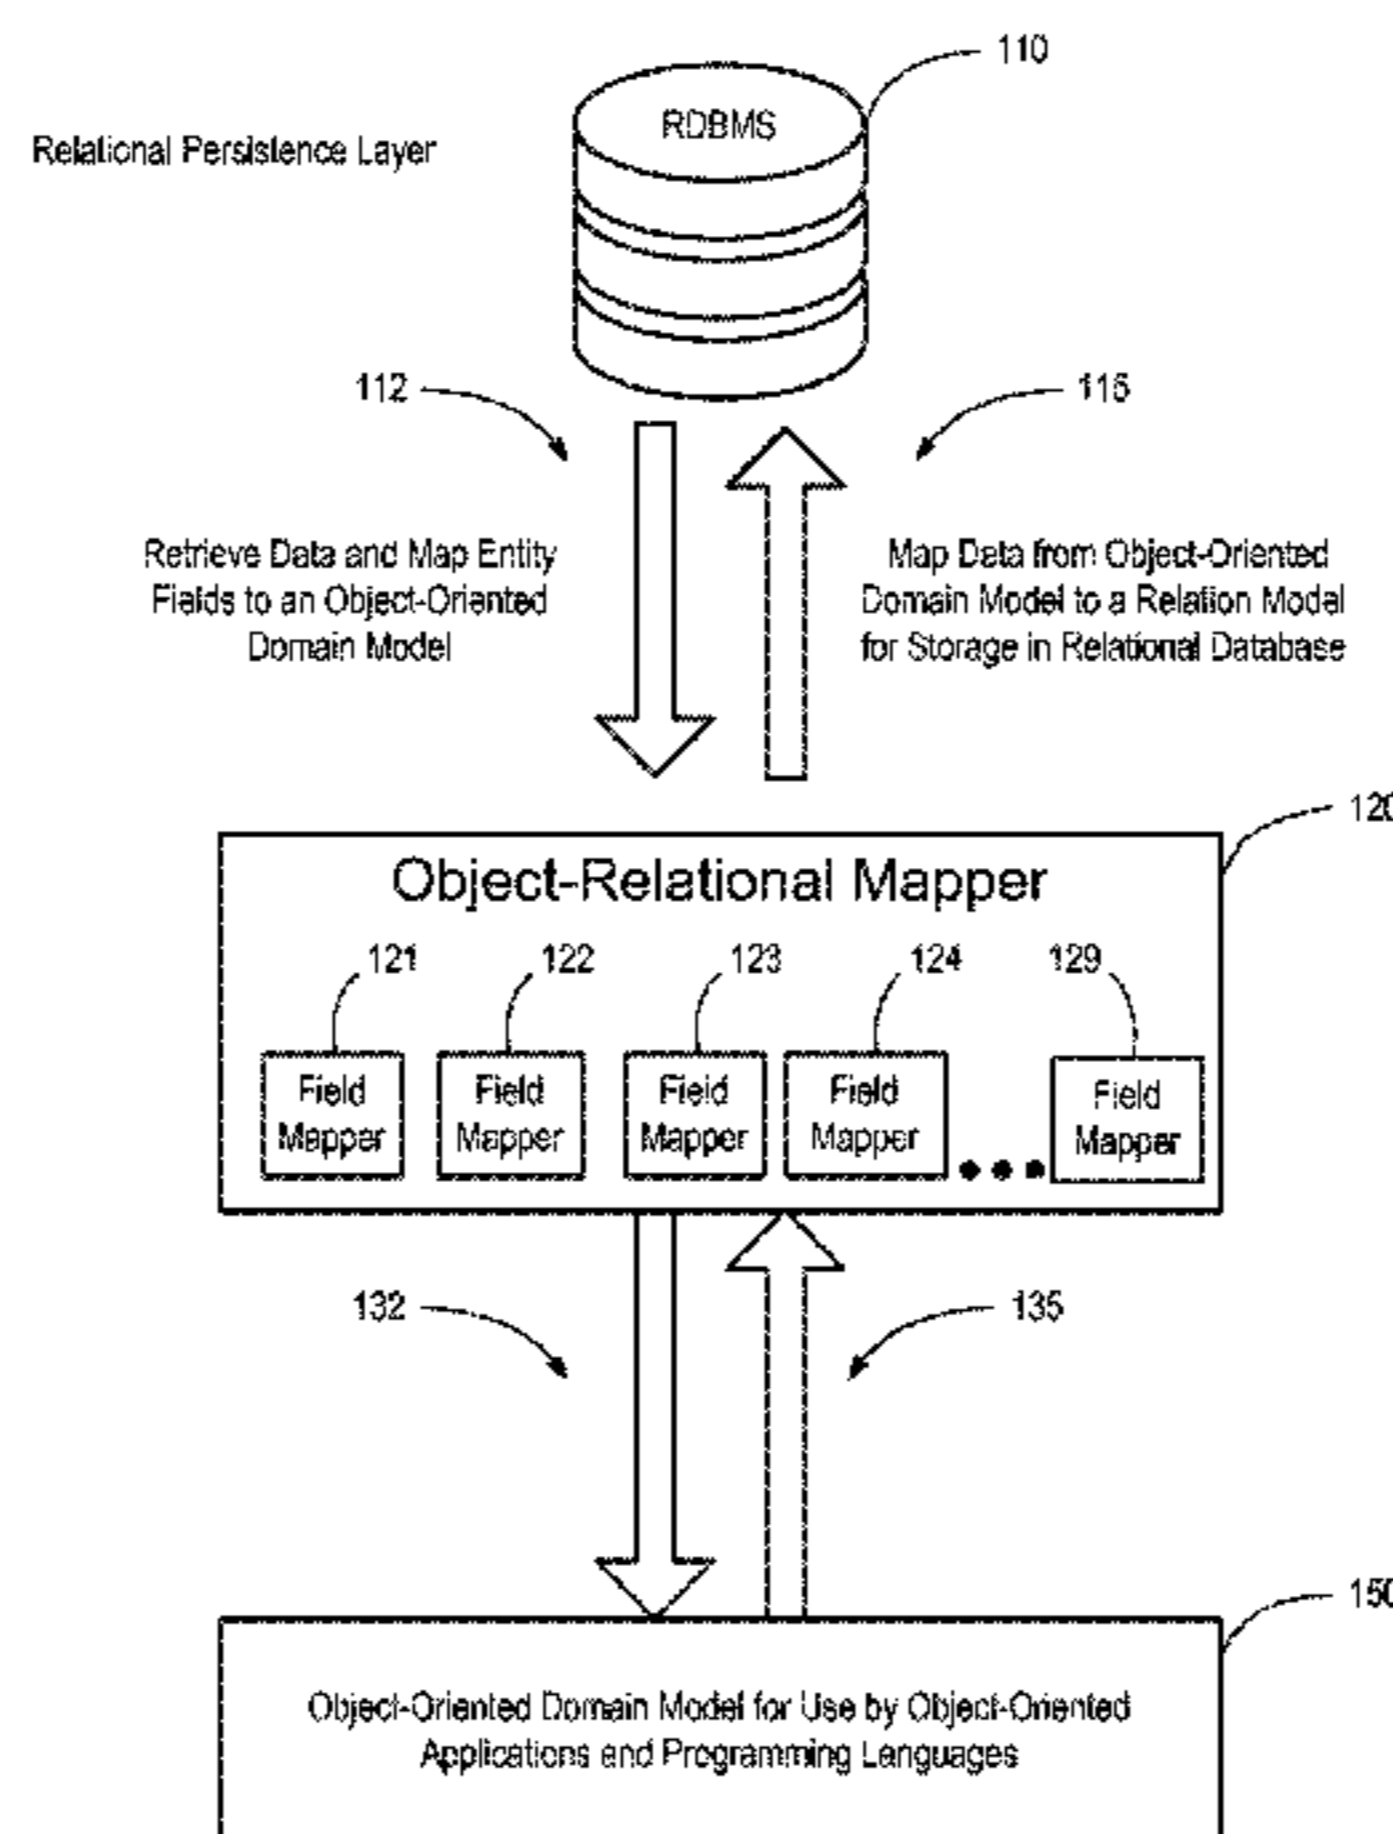 110
RDBMS
Relational Persistence Layer
112
115
Retrieve Data and Map Entity
Fields to an Object-Oriented
Domain Model
Map Data from Object-Oriented
Domain Model to a Relation Model
for Storage in Relational Database
120
Object-Relational Mapper
121
122
123
124
129
Field
Mapper
Field
Mapper
Field
Mapper
Field
Mapper
Field
Mapper
132
135
150
Object-Oriented Domain Model for Use by Object-Oriented
Applications and Programming Languages